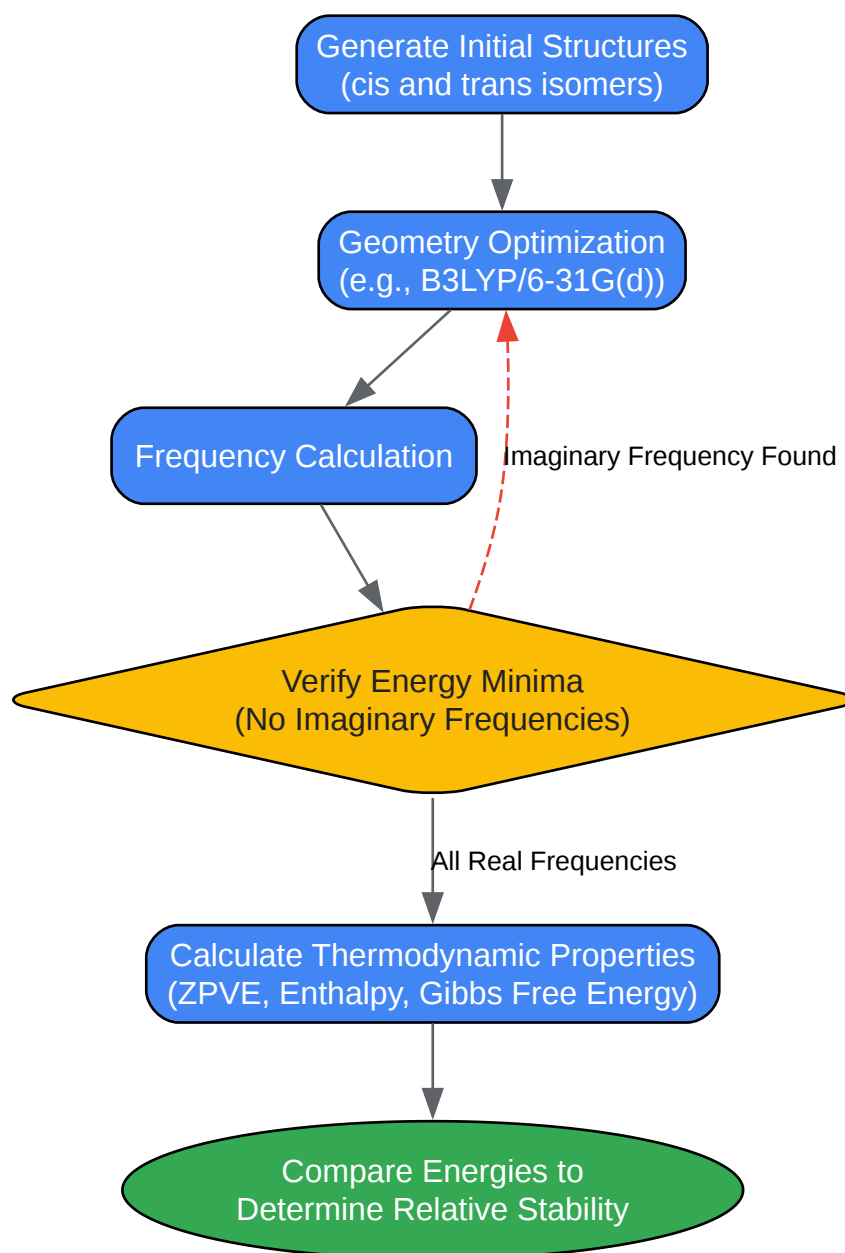 Generate Initial Structures
(cis and trans isomers)
Geometry Optimization
(e.g., B3LYP/6-31G(d))
Frequency Calculation
Imaginary Frequency Found
Verify Energy Minima
(No Imaginary Frequencies)
All Real Frequencies
Calculate Thermodynamic Properties
(ZPVE, Enthalpy, Gibbs Free Energy)
Compare Energies to
Determine Relative Stability